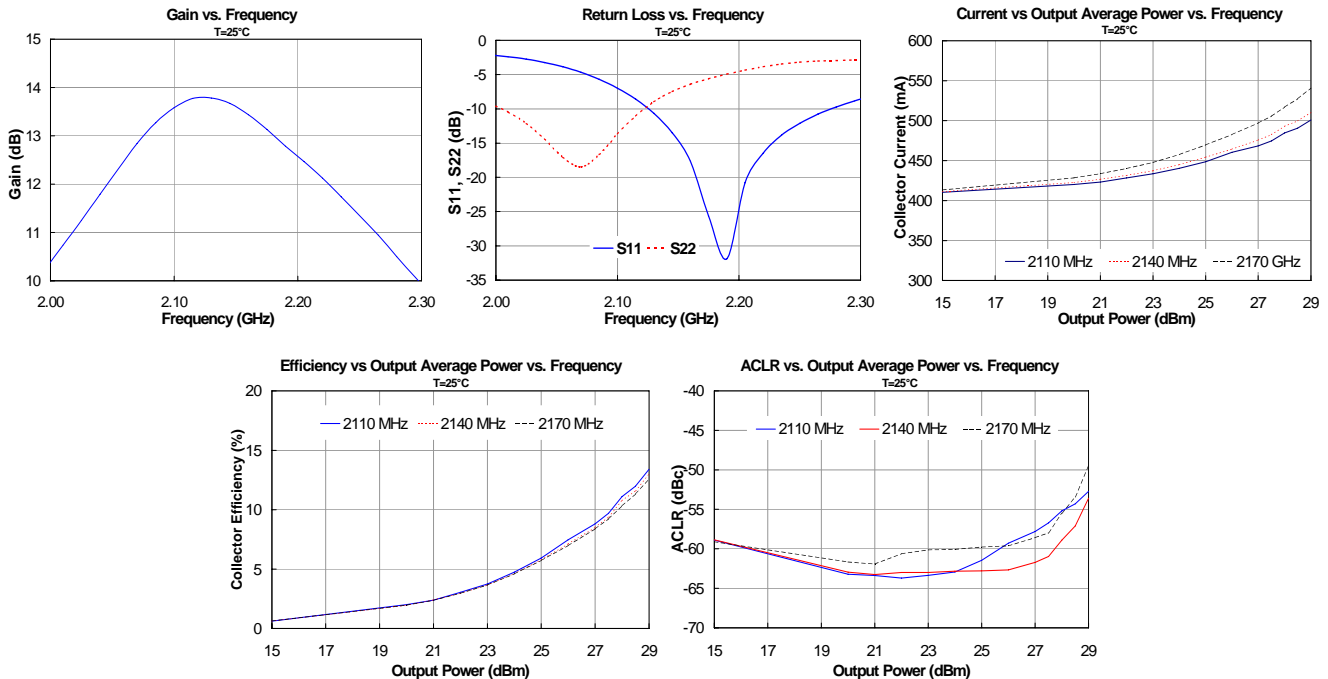 Gain vs. Frequency
T=25°C
15
14
13
12
11
10
Gain (dB)
2.00 2.10 2.20 2.30
Frequency (GHz)
Return Loss vs. Frequency
T=25°C
0
-5
-10
-15
-20
-25
-30
-35
S11, S22 (dB)
S11 S22
2.00 2.10 2.20 2.30
Frequency (GHz)
Current vs Output Average Power vs. Frequency
T=25°C
600
550
500
450
400
350
300
Collector Current (mA)
2110 MHz 2140 MHz 2170 GHz
15 17 19 21 23 25 27 29
Output Power (dBm)
Efficiency vs Output Average Power vs. Frequency
T=25°C
20
15
10
5
0
Collector Efficiency (%)
2110 MHz 2140 MHz 2170 MHz
15 17 19 21 23 25 27 29
Output Power (dBm)
ACLR vs. Output Average Power vs. Frequency
T=25°C
-40
-45
-50
-55
-60
-65
-70
ACLR (dBc)
2110 MHz 2140 MHz 2170 MHz
15 17 19 21 23 25 27 29
Output Power (dBm)